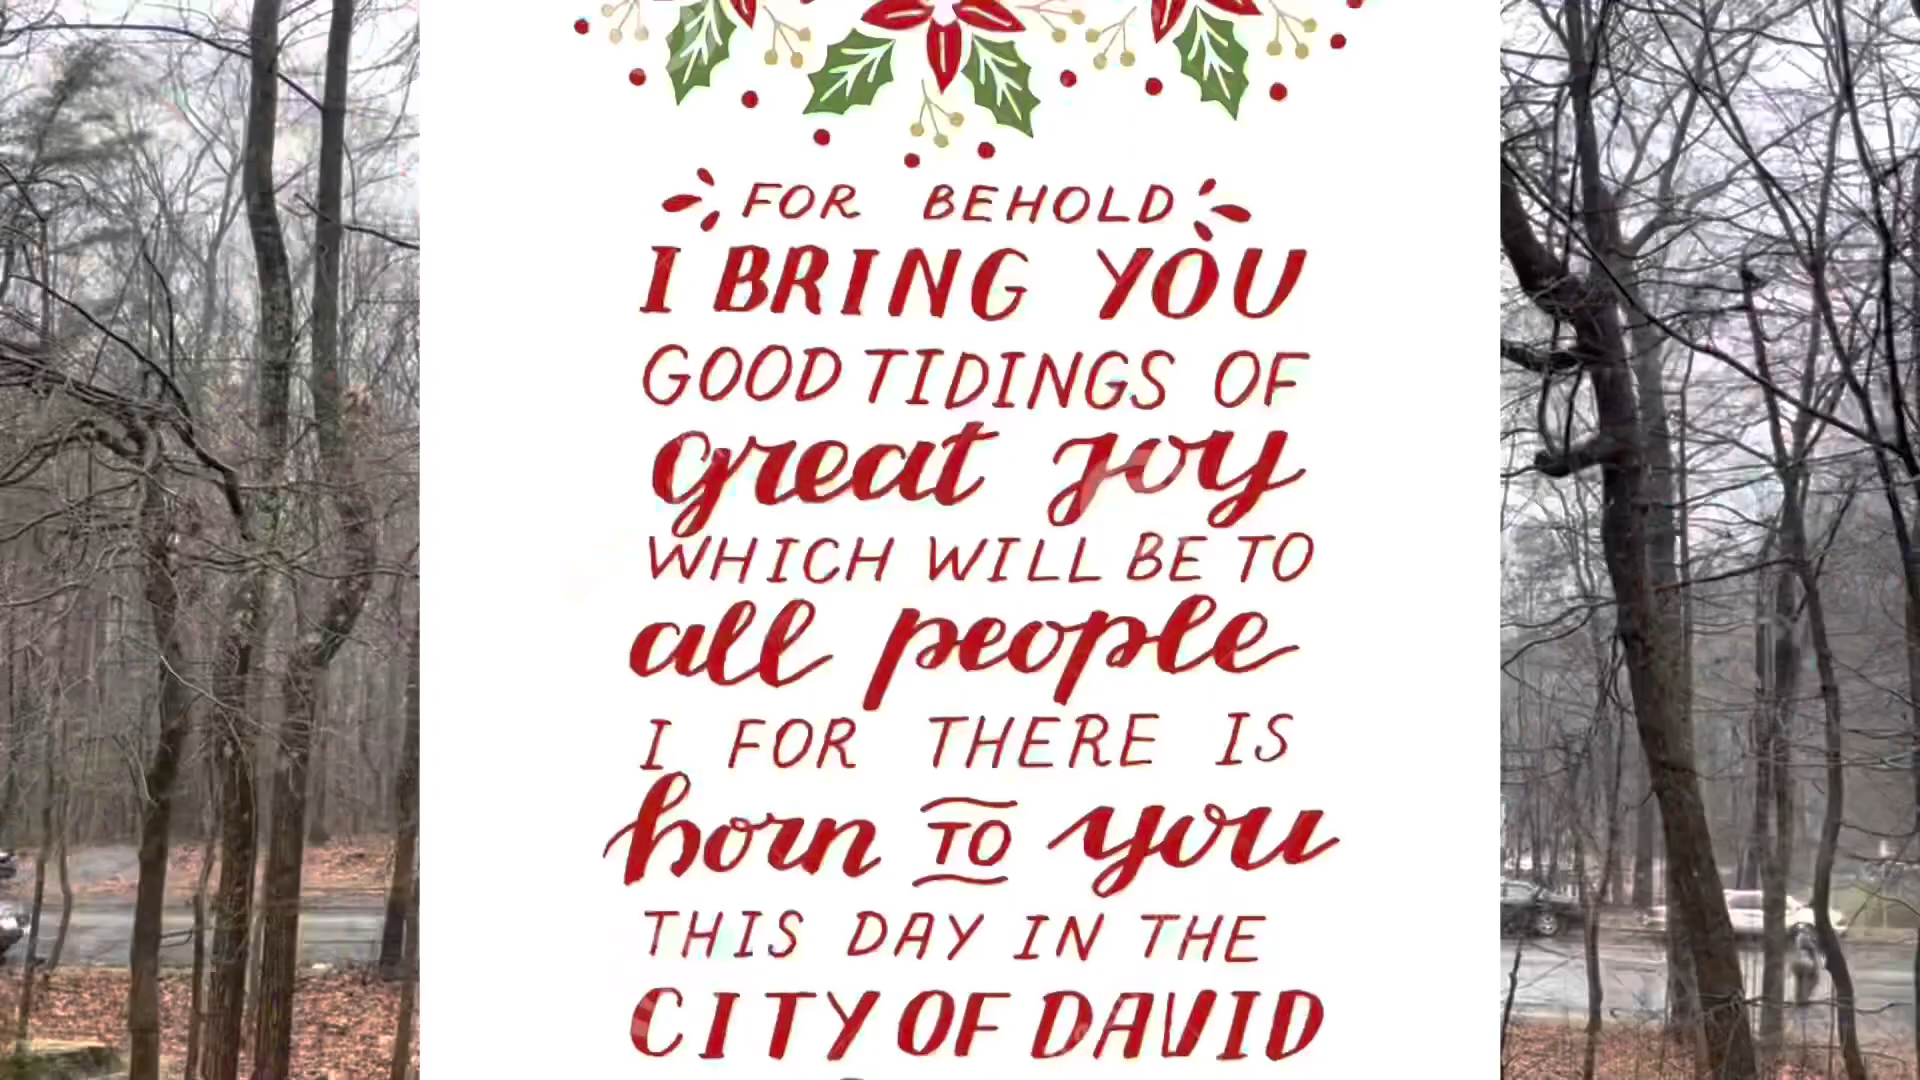 FOR BEHOLD
I BRING YOU
GOOD TIDINGS OF
great joy
WHICH WILL BE TO
all people
I FOR THERE IS
born TO you
THIS DAY IN THE
CITY OF DAVID